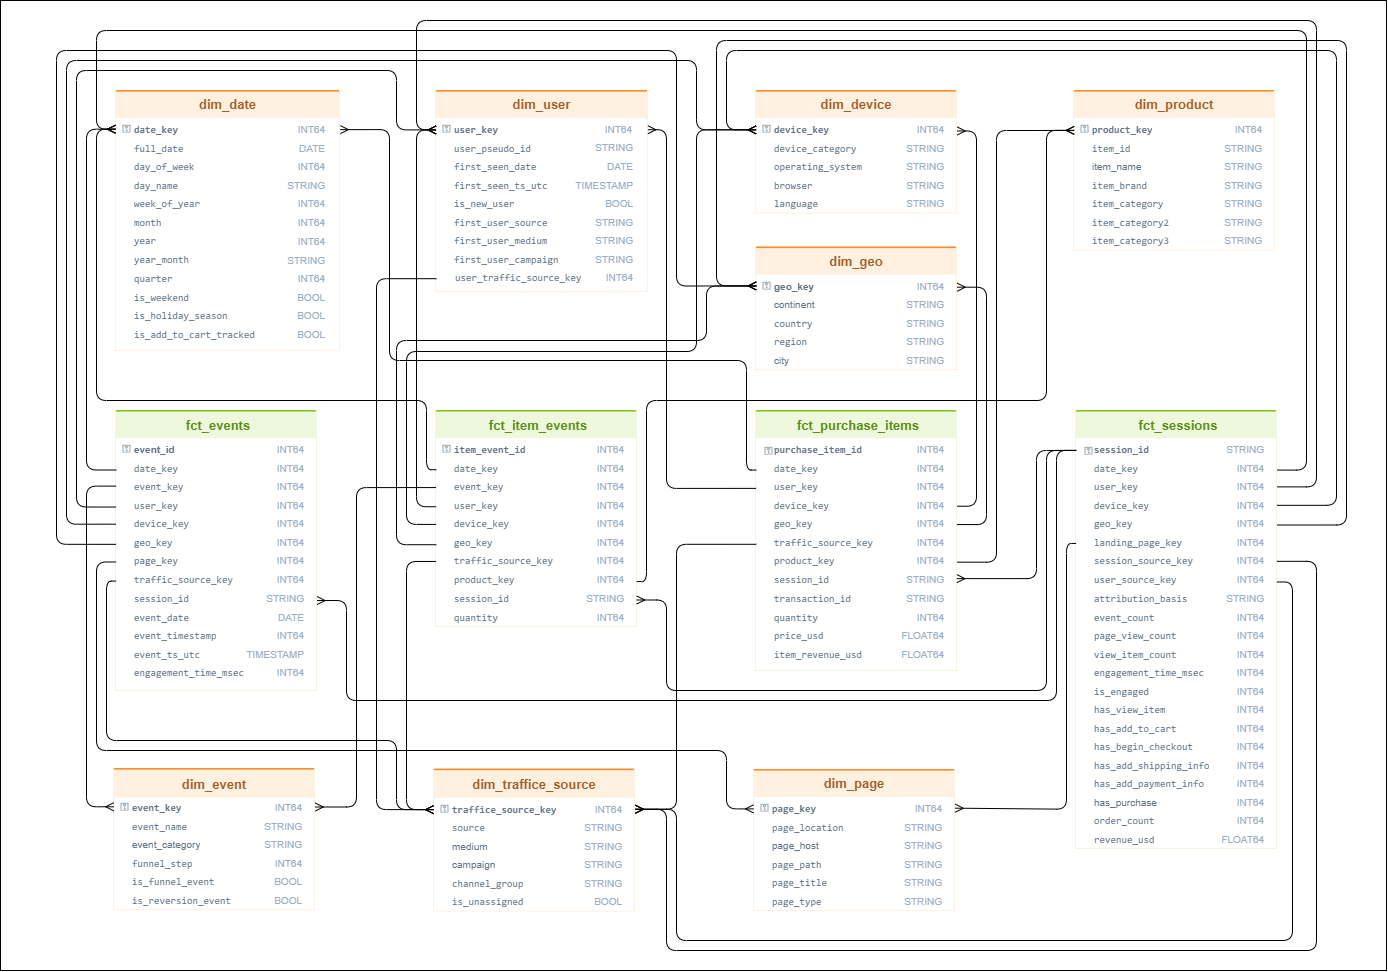 dim_date
date_key INT64
full_date DATE
day_of_week INT64
day_name STRING
week_of_year INT64
month INT64
year INT64
year_month STRING
quarter INT64
is_weekend BOOL
is_holiday_season BOOL
is_add_to_cart_tracked BOOL
dim_user
user_key INT64
user_pseudo_id STRING
first_seen_date DATE
first_seen_ts_utc TIMESTAMP
is_new_user BOOL
first_user_source STRING
first_user_medium STRING
first_user_campaign STRING
user_traffic_source_key INT64
dim_device
device_key INT64
device_category STRING
operating_system STRING
browser STRING
language STRING
dim_geo
geo_key INT64
continent STRING
country STRING
region STRING
city STRING
dim_product
product_key INT64
item_id STRING
item_name STRING
item_brand STRING
item_category STRING
item_category2 STRING
item_category3 STRING
fct_events
event_id INT64
date_key INT64
event_key INT64
user_key INT64
device_key INT64
geo_key INT64
page_key INT64
traffic_source_key INT64
session_id STRING
event_date DATE
event_timestamp INT64
event_ts_utc TIMESTAMP
engagement_time_msec INT64
fct_item_events
item_event_id INT64
date_key INT64
event_key INT64
user_key INT64
device_key INT64
geo_key INT64
traffic_source_key INT64
product_key INT64
session_id STRING
quantity INT64
fct_purchase_items
purchase_item_id INT64
date_key INT64
user_key INT64
device_key INT64
geo_key INT64
traffic_source_key INT64
product_key INT64
session_id STRING
transaction_id STRING
quantity INT64
price_usd FLOAT64
item_revenue_usd FLOAT64
fct_sessions
session_id STRING
date_key INT64
user_key INT64
device_key INT64
geo_key INT64
landing_page_key INT64
session_source_key INT64
user_source_key INT64
attribution_basis STRING
event_count INT64
page_view_count INT64
view_item_count INT64
engagement_time_msec INT64
is_engaged INT64
has_view_item INT64
has_add_to_cart INT64
has_begin_checkout INT64
has_add_shipping_info INT64
has_add_payment_info INT64
has_purchase INT64
order_count INT64
revenue_usd FLOAT64
dim_event
event_key INT64
event_name STRING
event_category STRING
funnel_step INT64
is_funnel_event BOOL
is_reversion_event BOOL
dim_traffice_source
traffice_source_key INT64
source STRING
medium STRING
campaign STRING
channel_group STRING
is_unassigned BOOL
dim_page
page_key INT64
page_location STRING
page_host STRING
page_path STRING
page_title STRING
page_type STRING